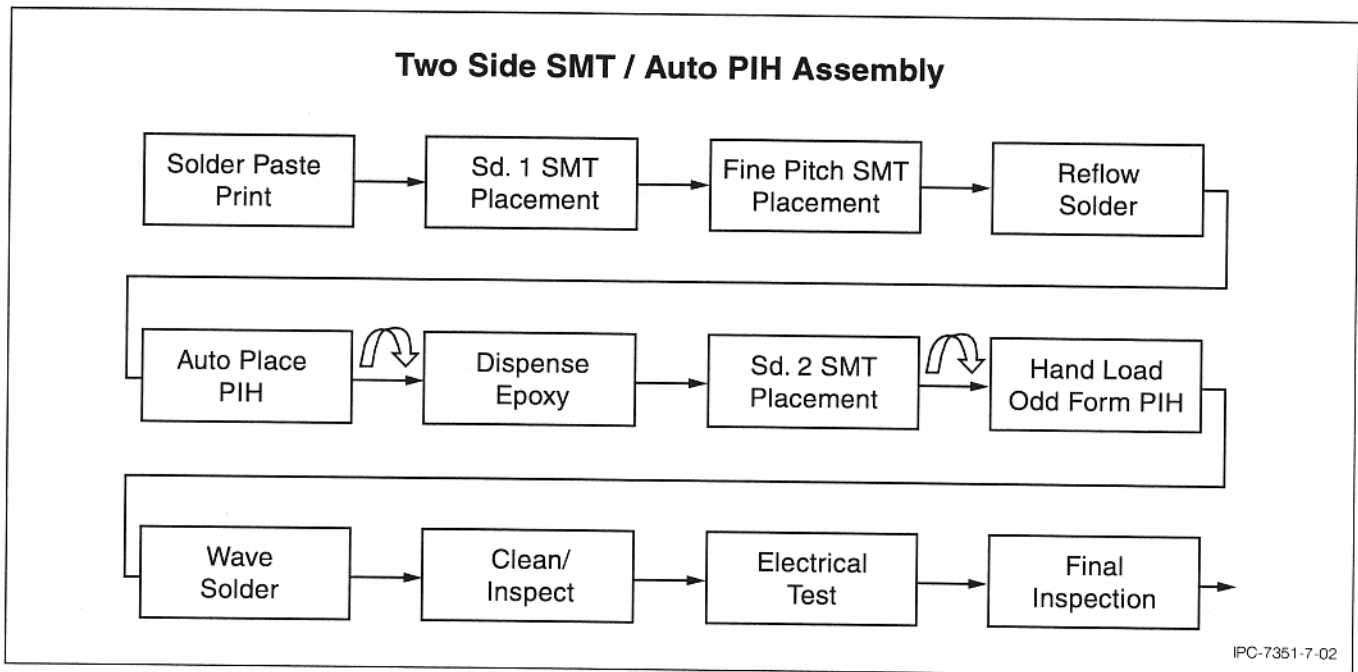 Two Side SMT / Auto PIH Assembly
Solder Paste
Print
Sd. 1 SMT
Placement
Fine Pitch SMT
Placement
Reflow
Solder
Auto Place
PIH
Dispense
Epoxy
Sd. 2 SMT
Placement
Hand Load
Odd Form PIH
Wave
Solder
Clean/
Inspect
Electrical
Test
Final
Inspection
IPC-7351-7-02